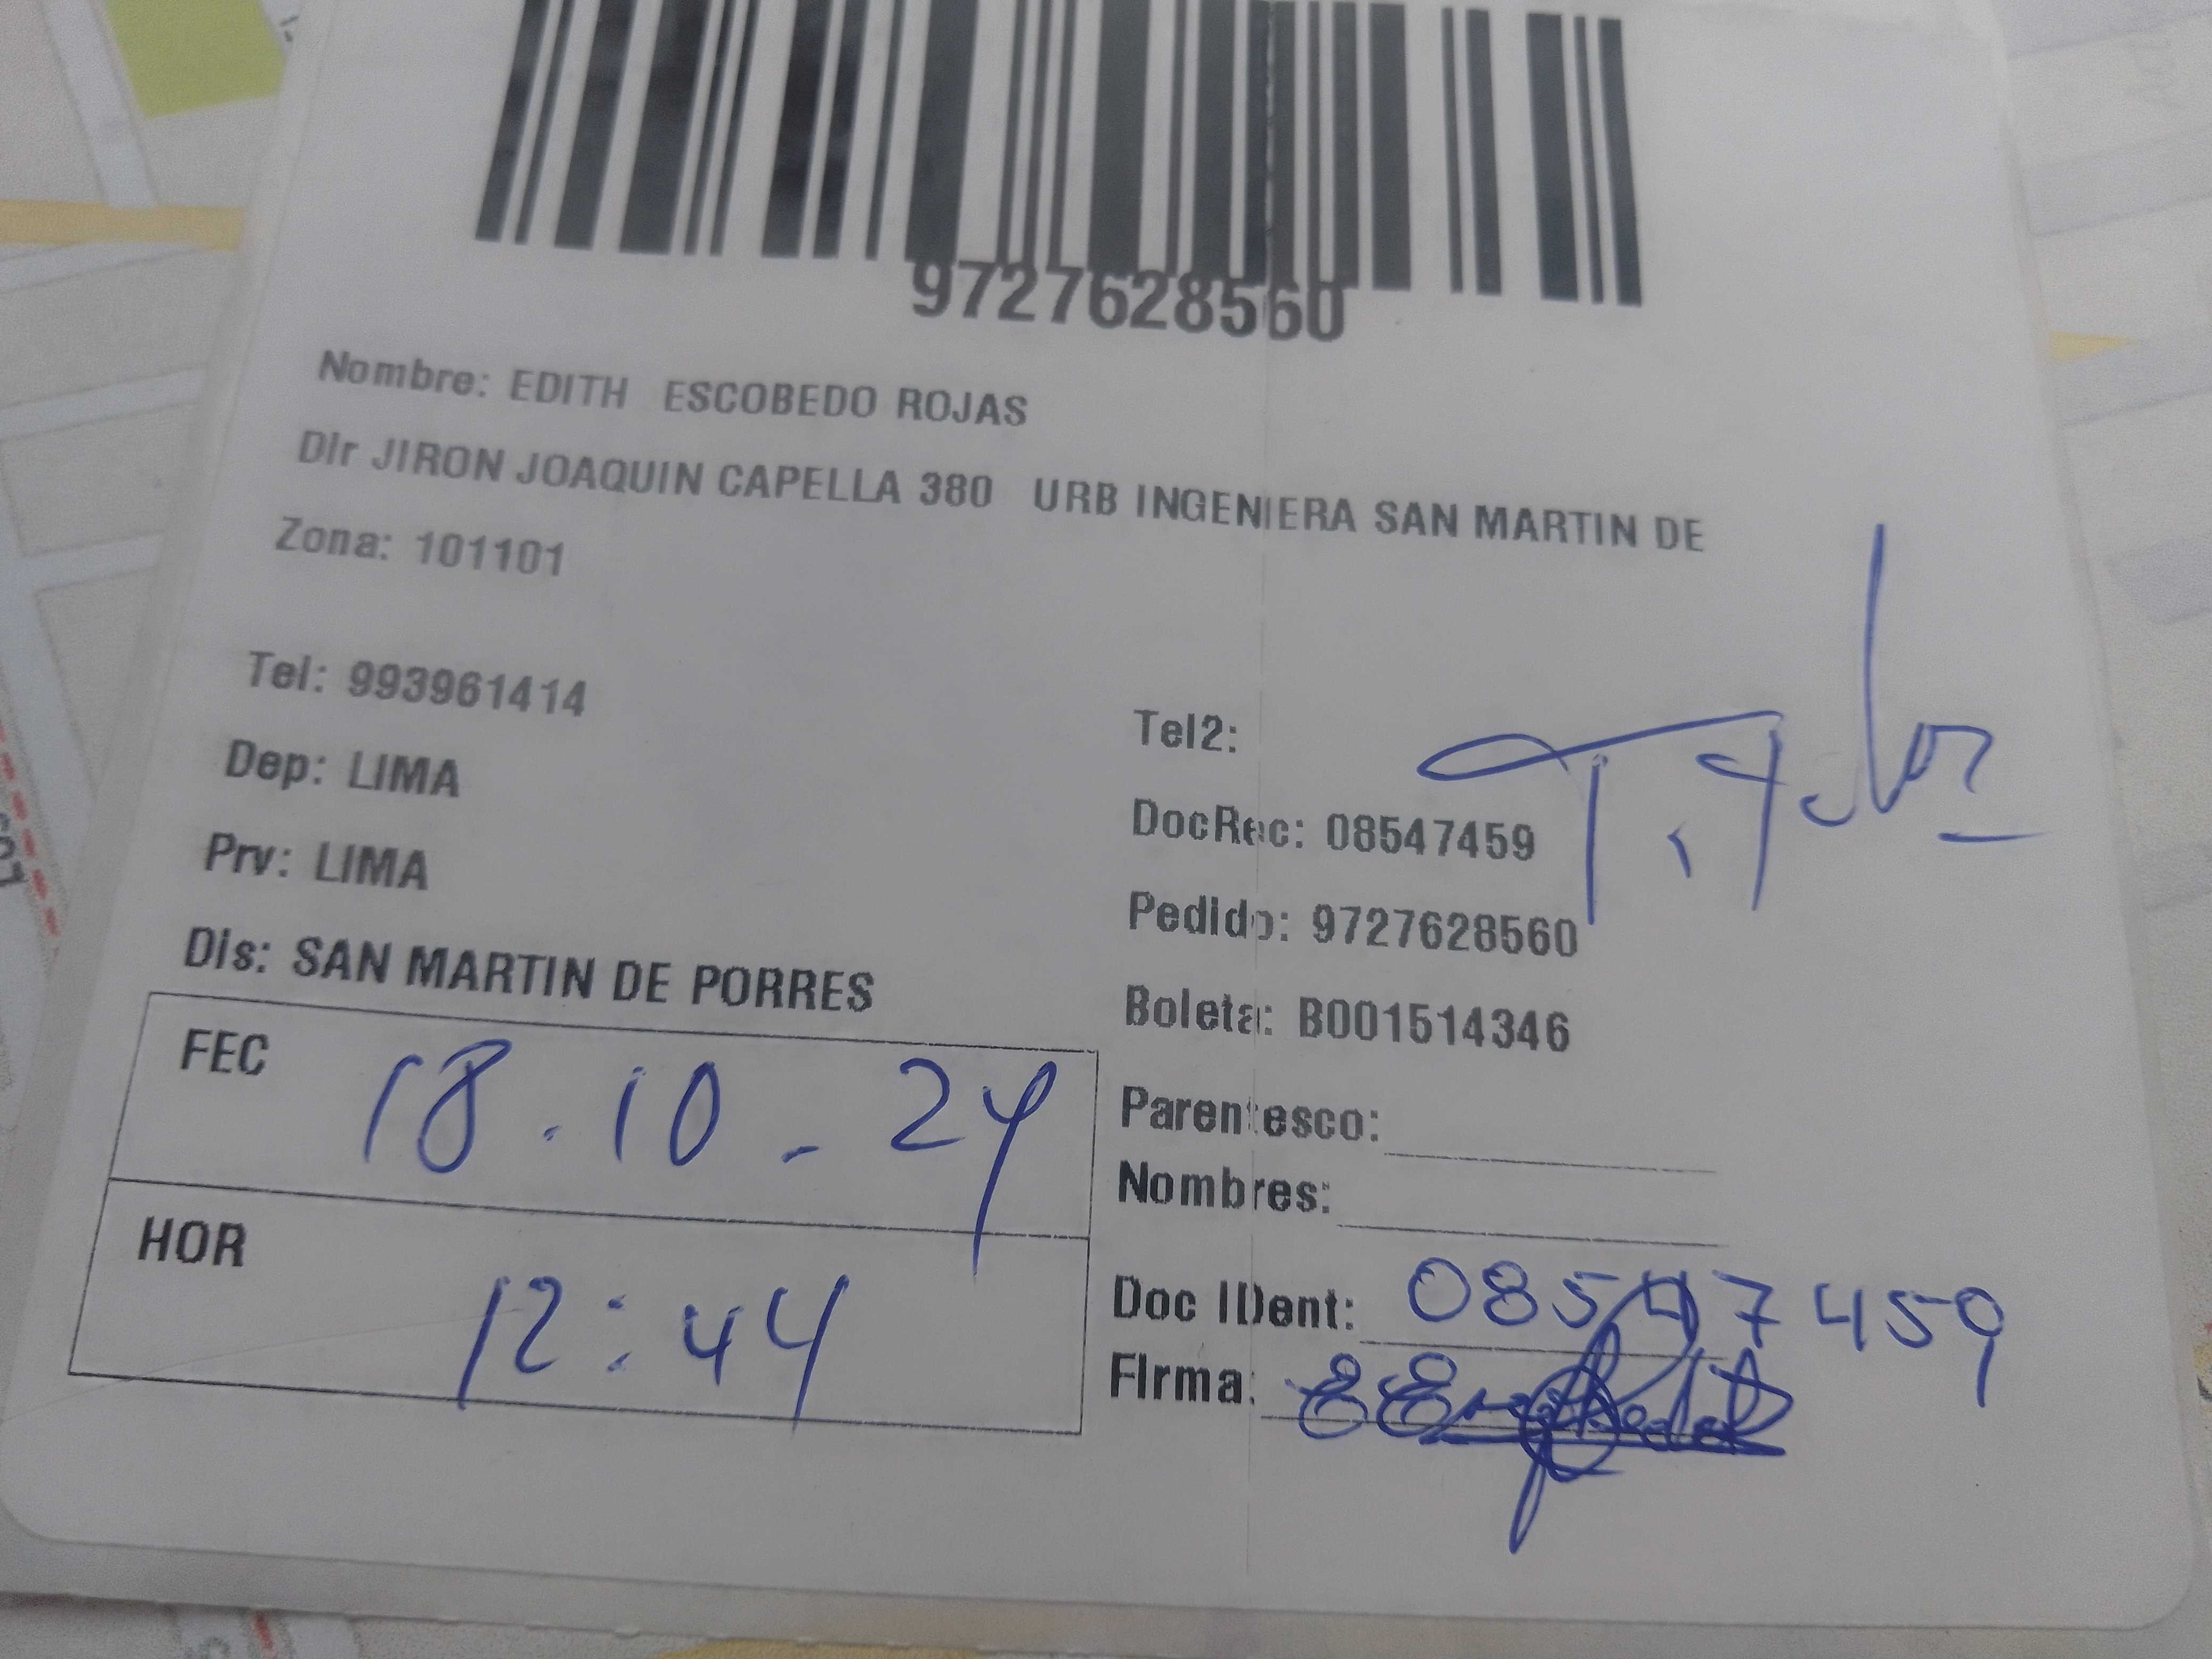 9727628560
Nombre: EDITH ESCOBEDO ROJAS
Dir JIRON JOAQUIN CAPELLA 380 URB INGENIERA SAN MARTIN DE
Zona: 101101
Tel: 993961414
Tel2:
Dep: LIMA
DocRec: 08547459
Prv: LIMA
Pedido: 9727628560
Dis: SAN MARTIN DE PORRES
Boleta: B001514346
FEC 18.10-24
Parentesco:
Nombres:
HOR 12:44
Doc IDent: 08547459
Firma: